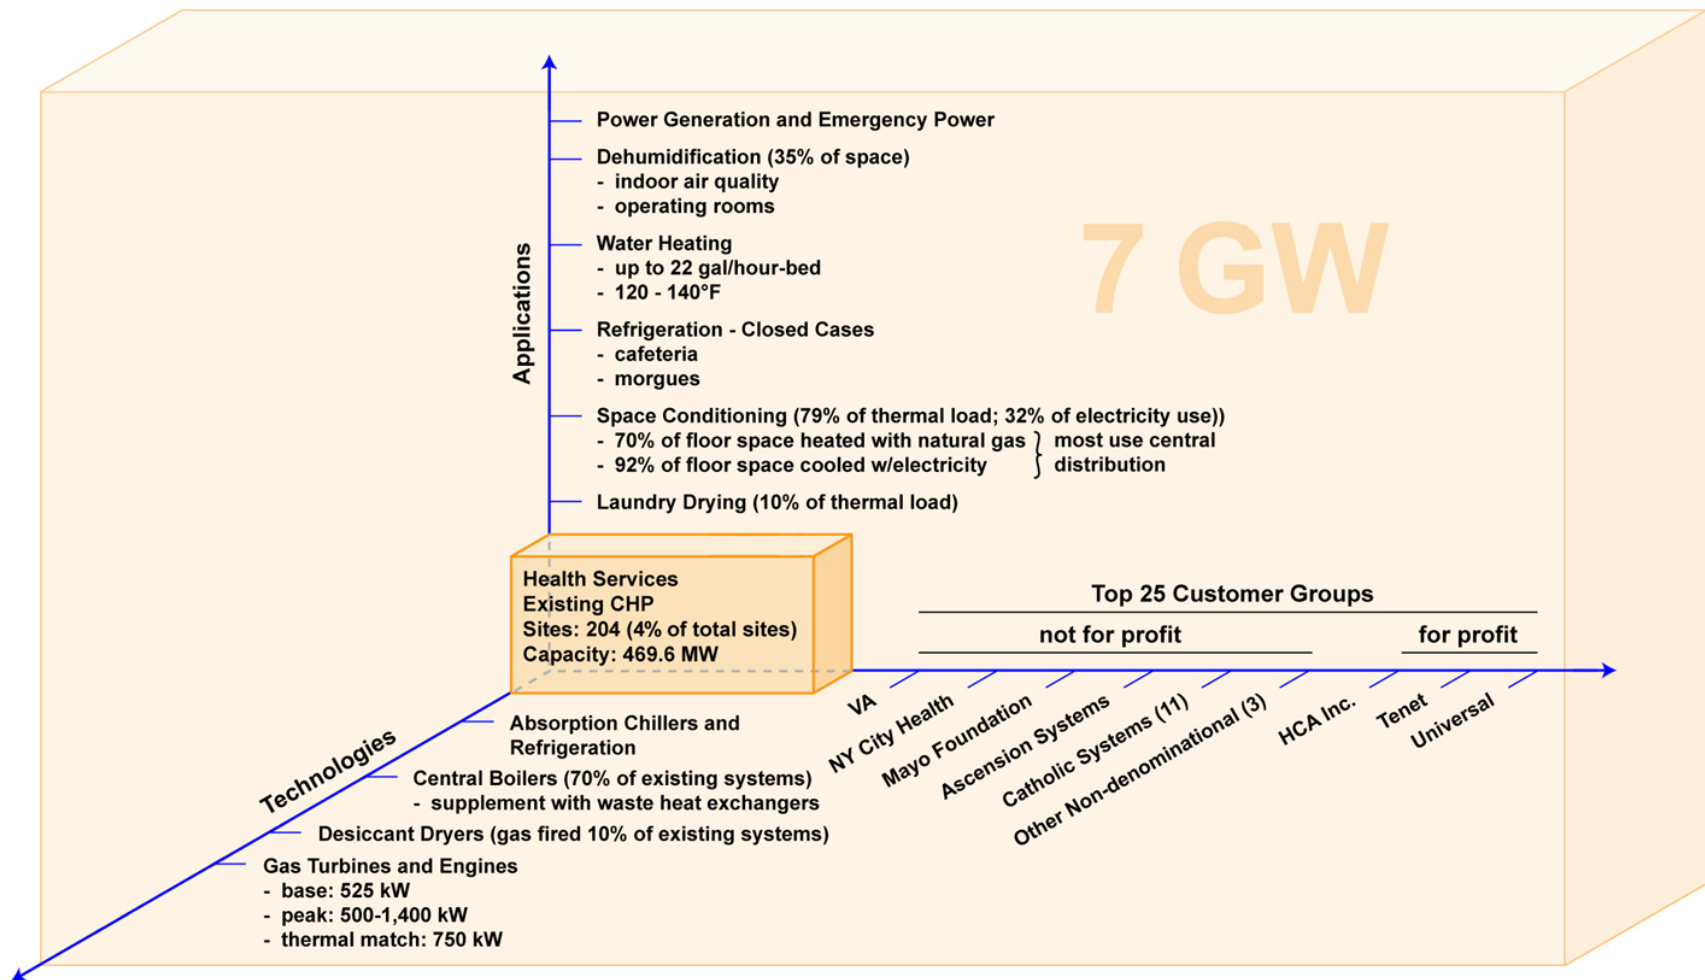 Power Generation and Emergency Power
Dehumidification (35% of space)
- indoor air quality
- operating rooms
7 GW
Water Heating
- up to 22 gal/hour-bed
- 120 - 140°F
Applications
Refrigeration - Closed Cases
- cafeteria
- morgues
Space Conditioning (79% of thermal load; 32% of electricity use))
- 70% of floor space heated with natural gas
- 92% of floor space cooled w/electricity
most use central
distribution
Laundry Drying (10% of thermal load)
Health Services
Existing CHP
Sites: 204 (4% of total sites)
Capacity: 469.6 MW
Top 25 Customer Groups
not for profit
for profit
VA
NY City Health
Mayo Foundation
Ascension Systems
Catholic Systems (11)
Other Non-denominational (3)
HCA Inc.
Tenet
Universal
Technologies
Absorption Chillers and
Refrigeration
Central Boilers (70% of existing systems)
- supplement with waste heat exchangers
Desiccant Dryers (gas fired 10% of existing systems)
Gas Turbines and Engines
- base: 525 kW
- peak: 500-1,400 kW
- thermal match: 750 kW